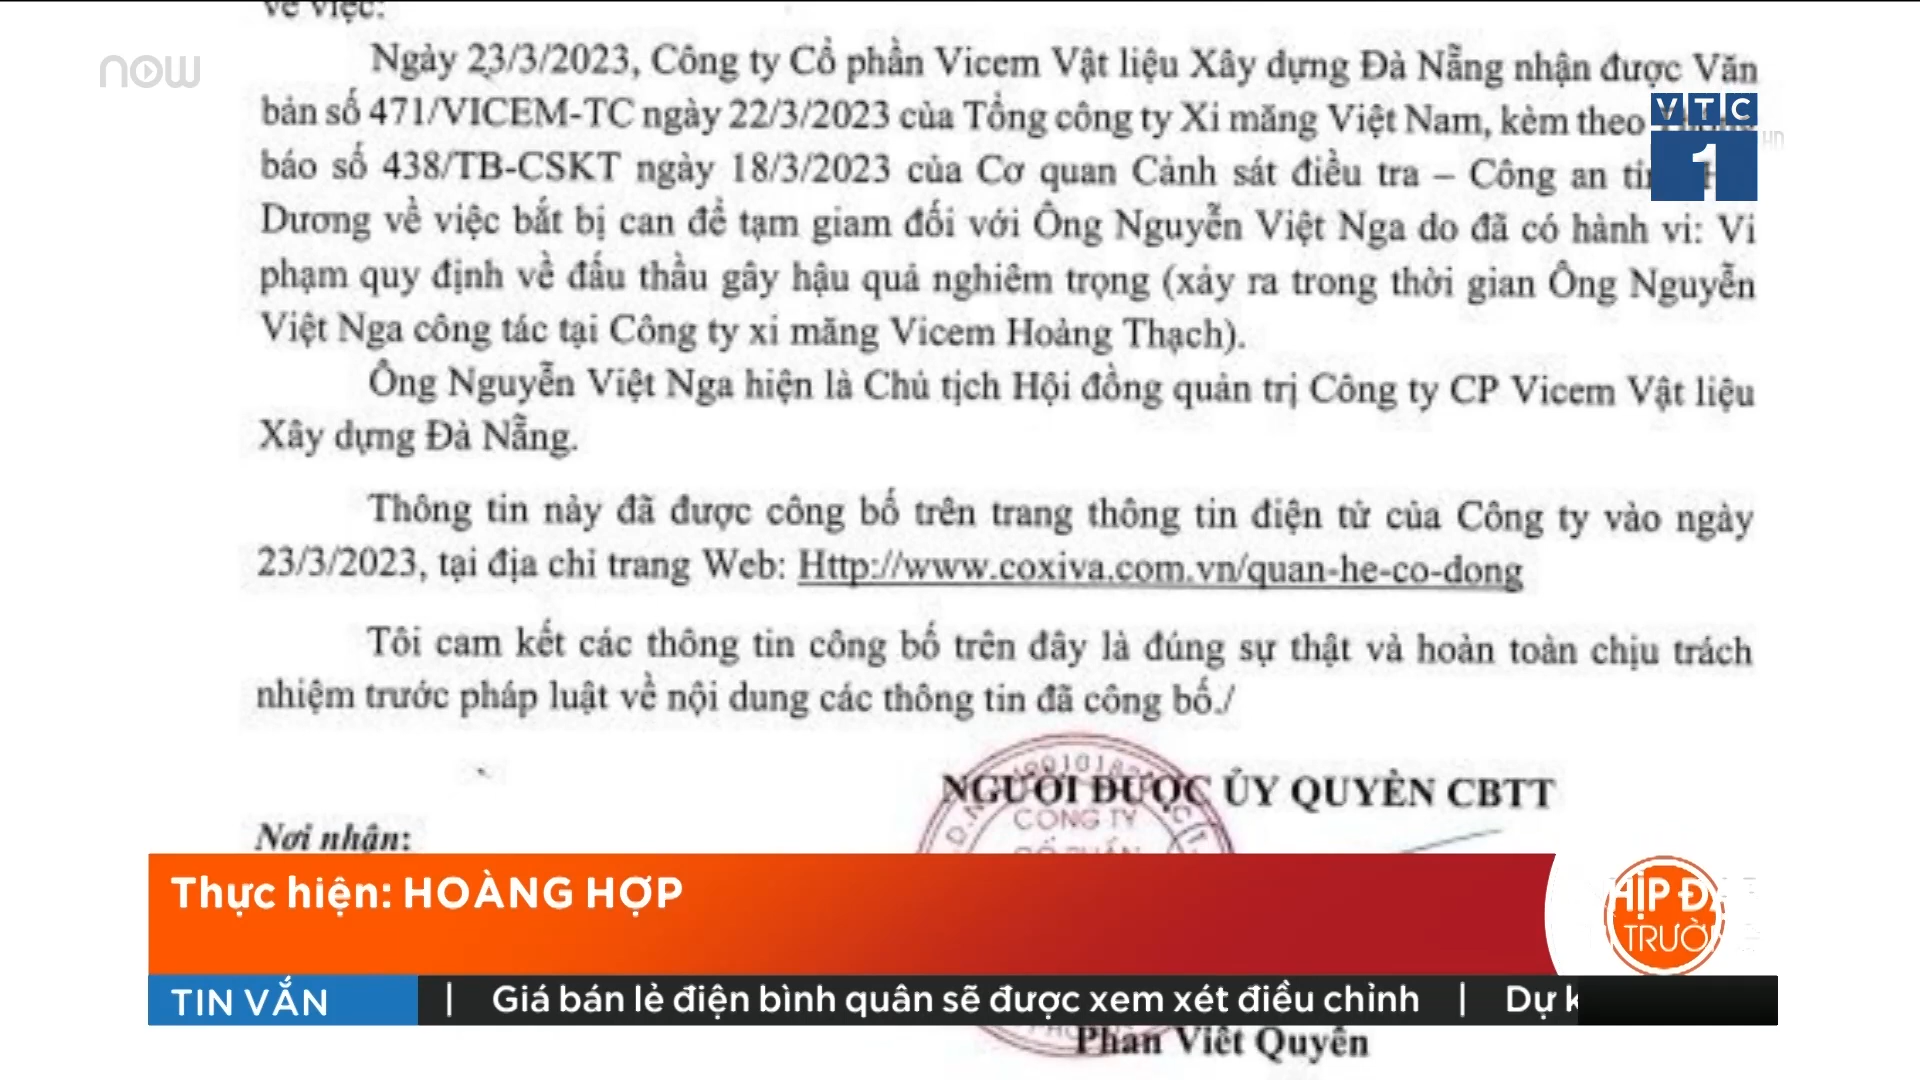 về việc:
now
Ngày 23/3/2023, Công ty Cổ phần Vicem Vật liệu Xây dựng Đà Nẵng nhận được Văn
bản số 471/VICEM-TC ngày 22/3/2023 của Tổng công ty Xi măng Việt Nam, kèm theo
VTC
1
báo số 438/TB-CSKT ngày 18/3/2023 của Cơ quan Cảnh sát điều tra – Công an
Dương về việc bắt bị can để tạm giam đối với Ông Nguyễn Việt Nga do đã có hành vi: Vi
phạm quy định về đấu thầu gây hậu quả nghiêm trọng (xảy ra trong thời gian Ông Nguyễn
Việt Nga công tác tại Công ty xi măng Vicem Hoàng Thạch).
Ông Nguyễn Việt Nga hiện là Chủ tịch Hội đồng quản trị Công ty CP Vicem Vật liệu
Xây dựng Đà Nẵng.
Thông tin này đã được công bố trên trang thông tin điện tử của Công ty vào ngày
23/3/2023, tại địa chỉ trang Web: Http://www.coxiva.com.vn/quan-he-co-dong
Tôi cam kết các thông tin công bố trên đây là đúng sự thật và hoàn toàn chịu trách
nhiệm trước pháp luật về nội dung các thông tin đã công bố./
NGƯỜI ĐƯỢC ỦY QUYỀN CBTT
CÔNG TY
CỔ PHẦN
Nơi nhận:
Thực hiện: HOÀNG HỢP
HỊP Đ
TRƯỜ
TIN VẮN | Giá bán lẻ điện bình quân sẽ được xem xét điều chỉnh | Dự k
Phan Viết Quyên